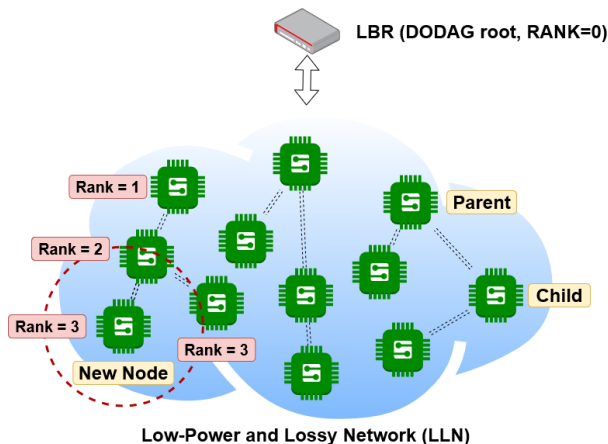 LBR (DODAG root, RANK=0)
Rank = 1
Parent
Rank = 2
Child
Rank = 3
Rank = 3
New Node
Low-Power and Lossy Network (LLN)